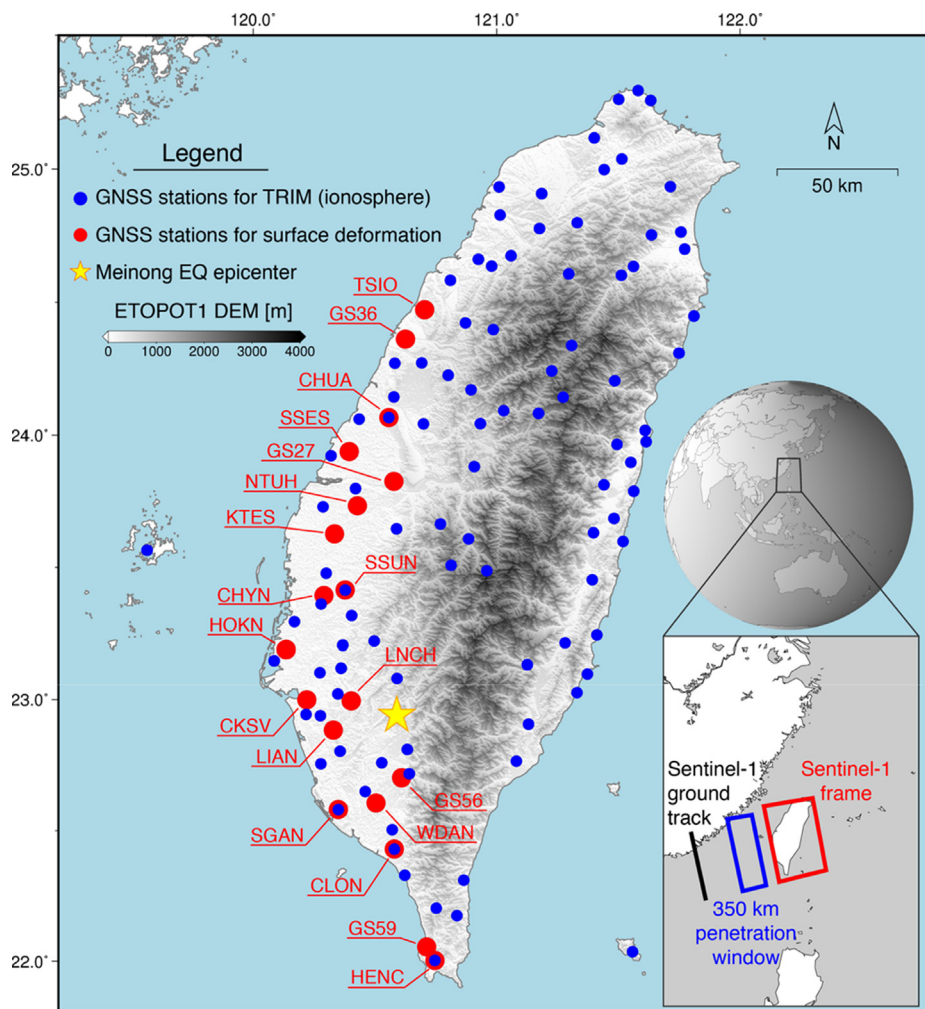 120.0°
121.0°
122.0°
25.0°
24.0°
23.0°
22.0°
Legend
GNSS stations for TRIM (ionosphere)
GNSS stations for surface deformation
Meinong EQ epicenter
ETOPOT1 DEM [m]
0 1000 2000 3000 4000
N
50 km
TSIO
GS36
CHUA
SSES
GS27
NTUH
KTES
SSUN
CHYN
HOKN
LNCH
CKSV
LIAN
GS56
SGAN
WDAN
CLON
GS59
HENC
Sentinel-1
ground
track
Sentinel-1
frame
350 km
penetration
window